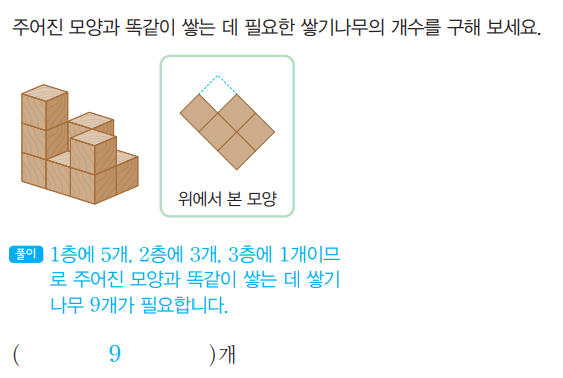 주어진 모양과 똑같이 쌓는 데 필요한 쌓기나무의 개수를 구해 보세요.
위에서 본 모양
풀이 1층에 5개, 2층에 3개, 3층에 1개이므
로 주어진 모양과 똑같이 쌓는 데 쌓기
나무 9개가 필요합니다.
( 9 )개